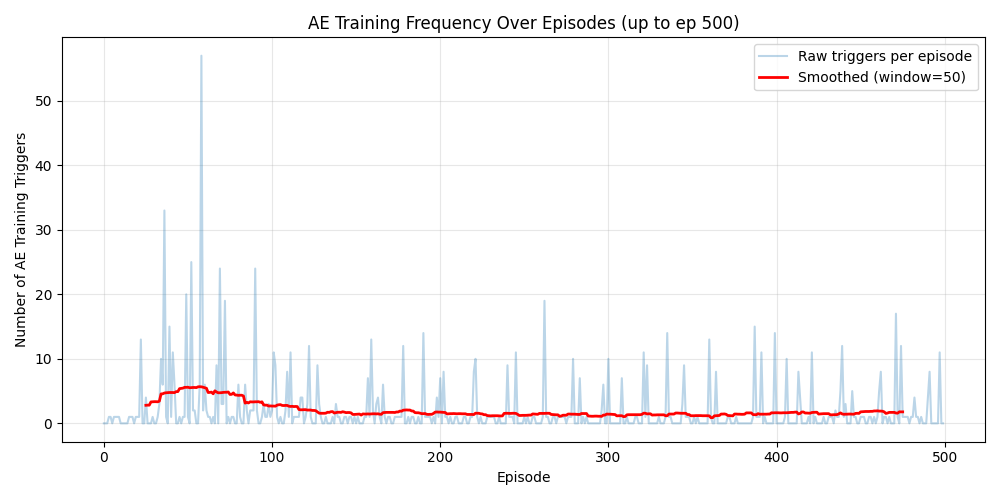 AE Training Frequency Over Episodes (up to ep 500)
Raw triggers per episode
Smoothed (window=50)
Number of AE Training Triggers
50
40
30
20
10
0
0 100 200 300 400 500
Episode